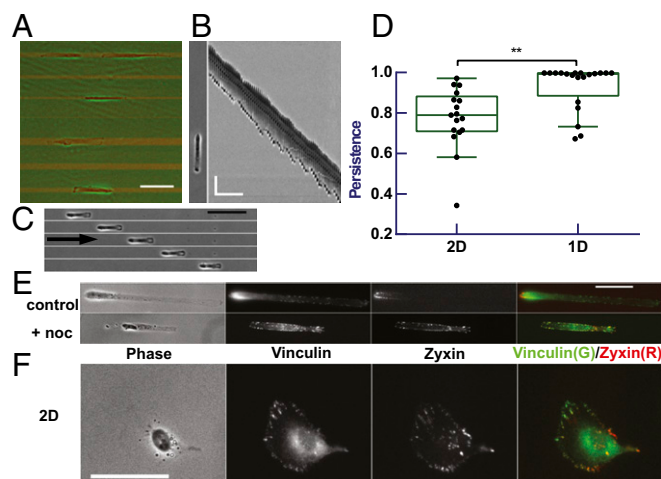 A
B
D
**
Persistence
1.0
0.8
0.6
0.4
0.2
2D
1D
C
E
control
+ noc
Phase
Vinculin
Zyxin
Vinculin(G)/Zyxin(R)
F
2D